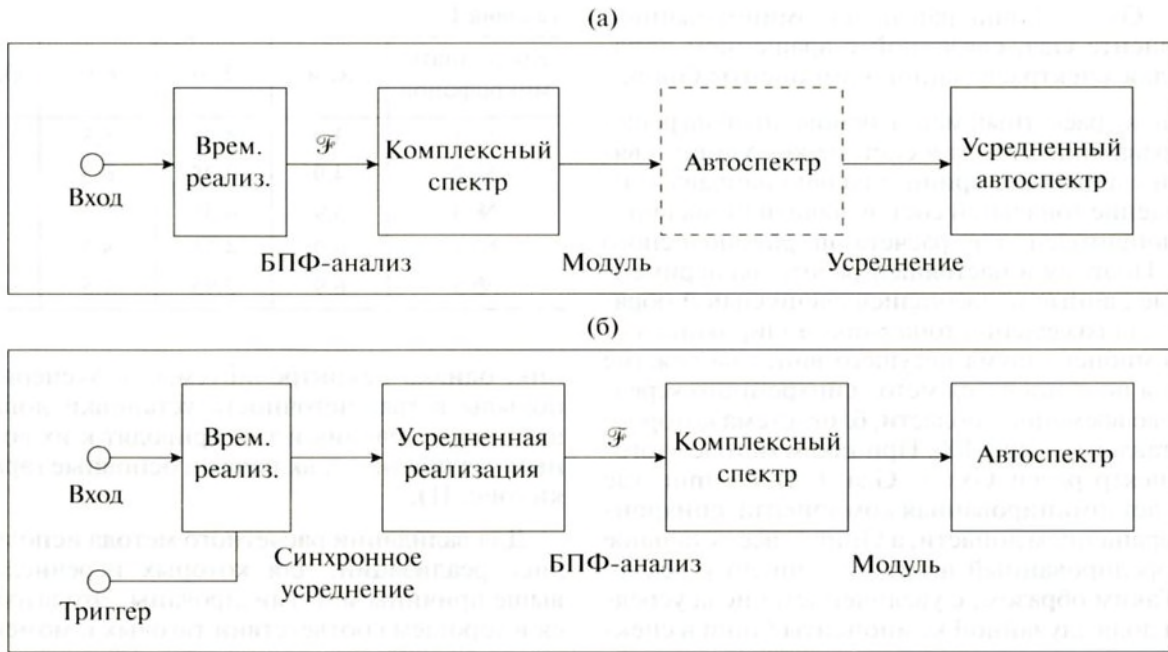 (а)
Вход
Врем.
реализ.
ℱ
Комплексный
спектр
Автоспектр
Усредненный
автоспектр
БПФ-анализ
Модуль
Усреднение
(б)
Вход
Триггер
Врем.
реализ.
Усредненная
реализация
ℱ
Комплексный
спектр
Автоспектр
Синхронное
усреднение
БПФ-анализ
Модуль